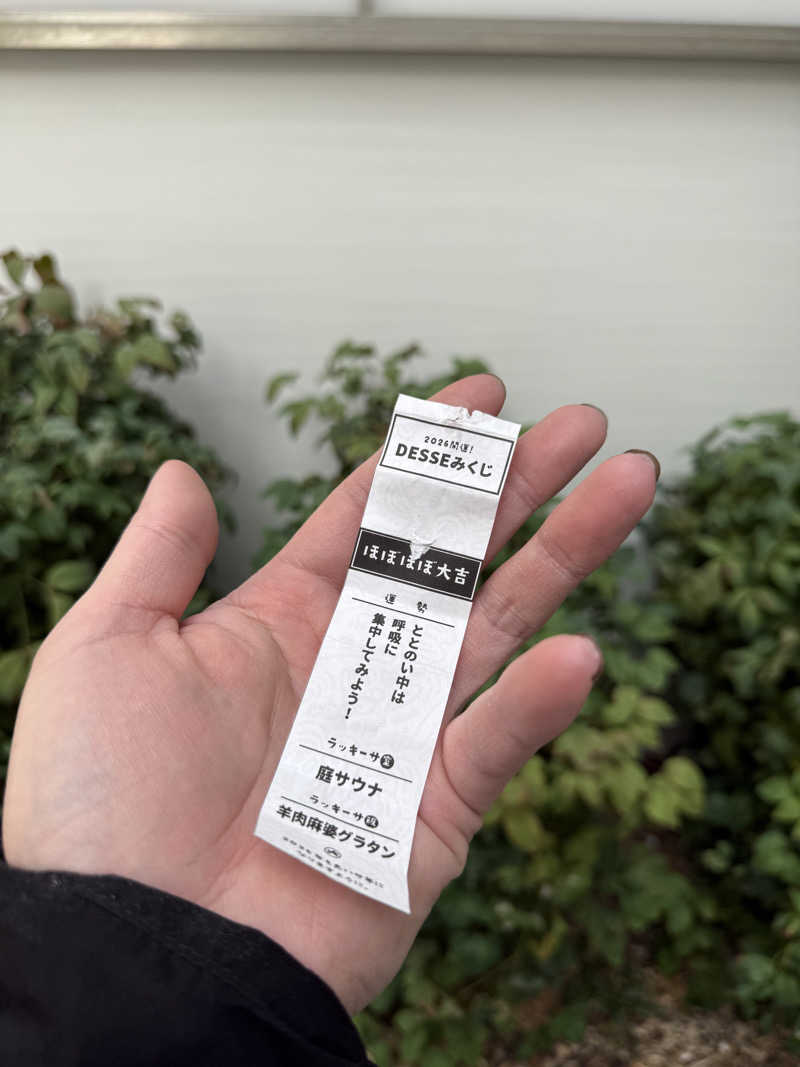 2026開運!
DESSEみくじ
ほぼほぼ大吉
運 勢
ととのい中は
呼吸に
集中してみよう!
ラッキーサ室
庭サウナ
ラッキーサ飯
羊肉麻婆グラタン